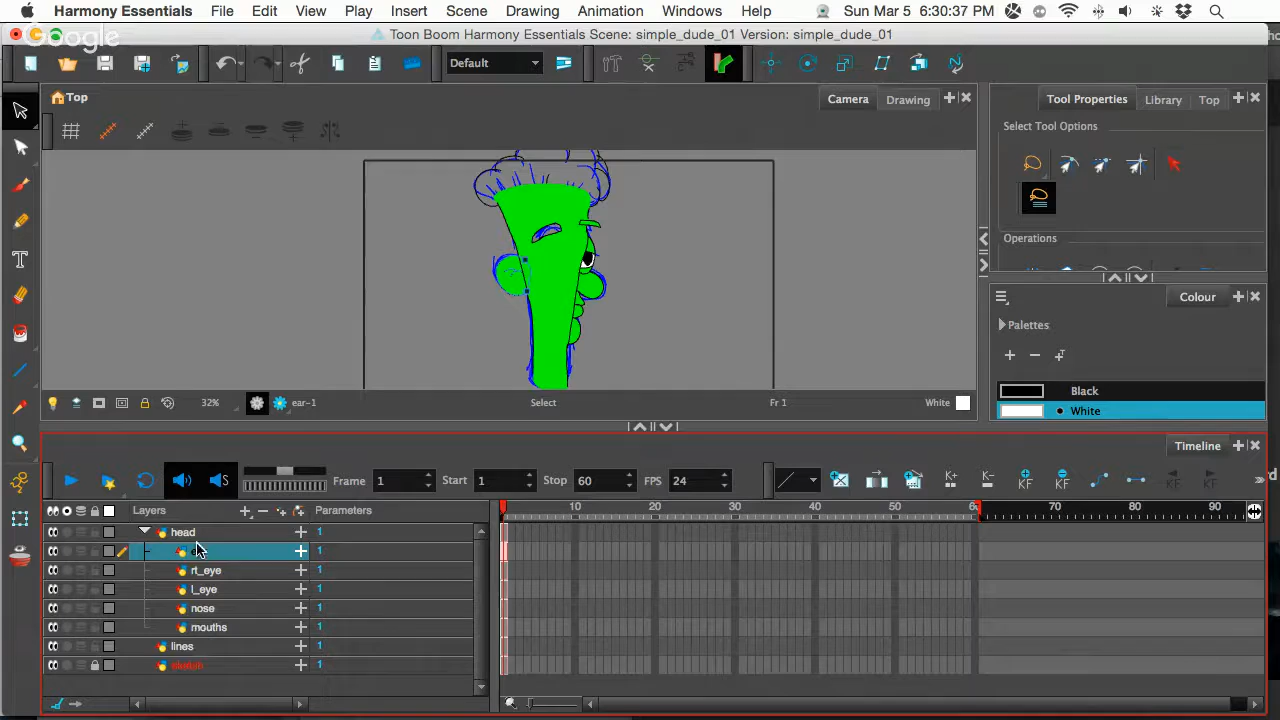 Harmony Essentials File Edit View Play Insert Scene Drawing Animation Windows Help Sun Mar 5 6:30:37 PM
Google
Toon Boom Harmony Essentials Scene: simple_dude_01 Version: simple_dude_01
Default
Top Camera Drawing Tool Properties Library Top
Select Tool Options
Operations
Colour
Palettes
Black
White
32% ear-1 Select Fr 1 White
Timeline
Frame 1 Start 1 Stop 60 FPS 24
Layers Parameters 10 20 30 40 50 70 80 90
head 1
1
rt_eye 1
l_eye 1
nose 1
mouths 1
lines 1
1